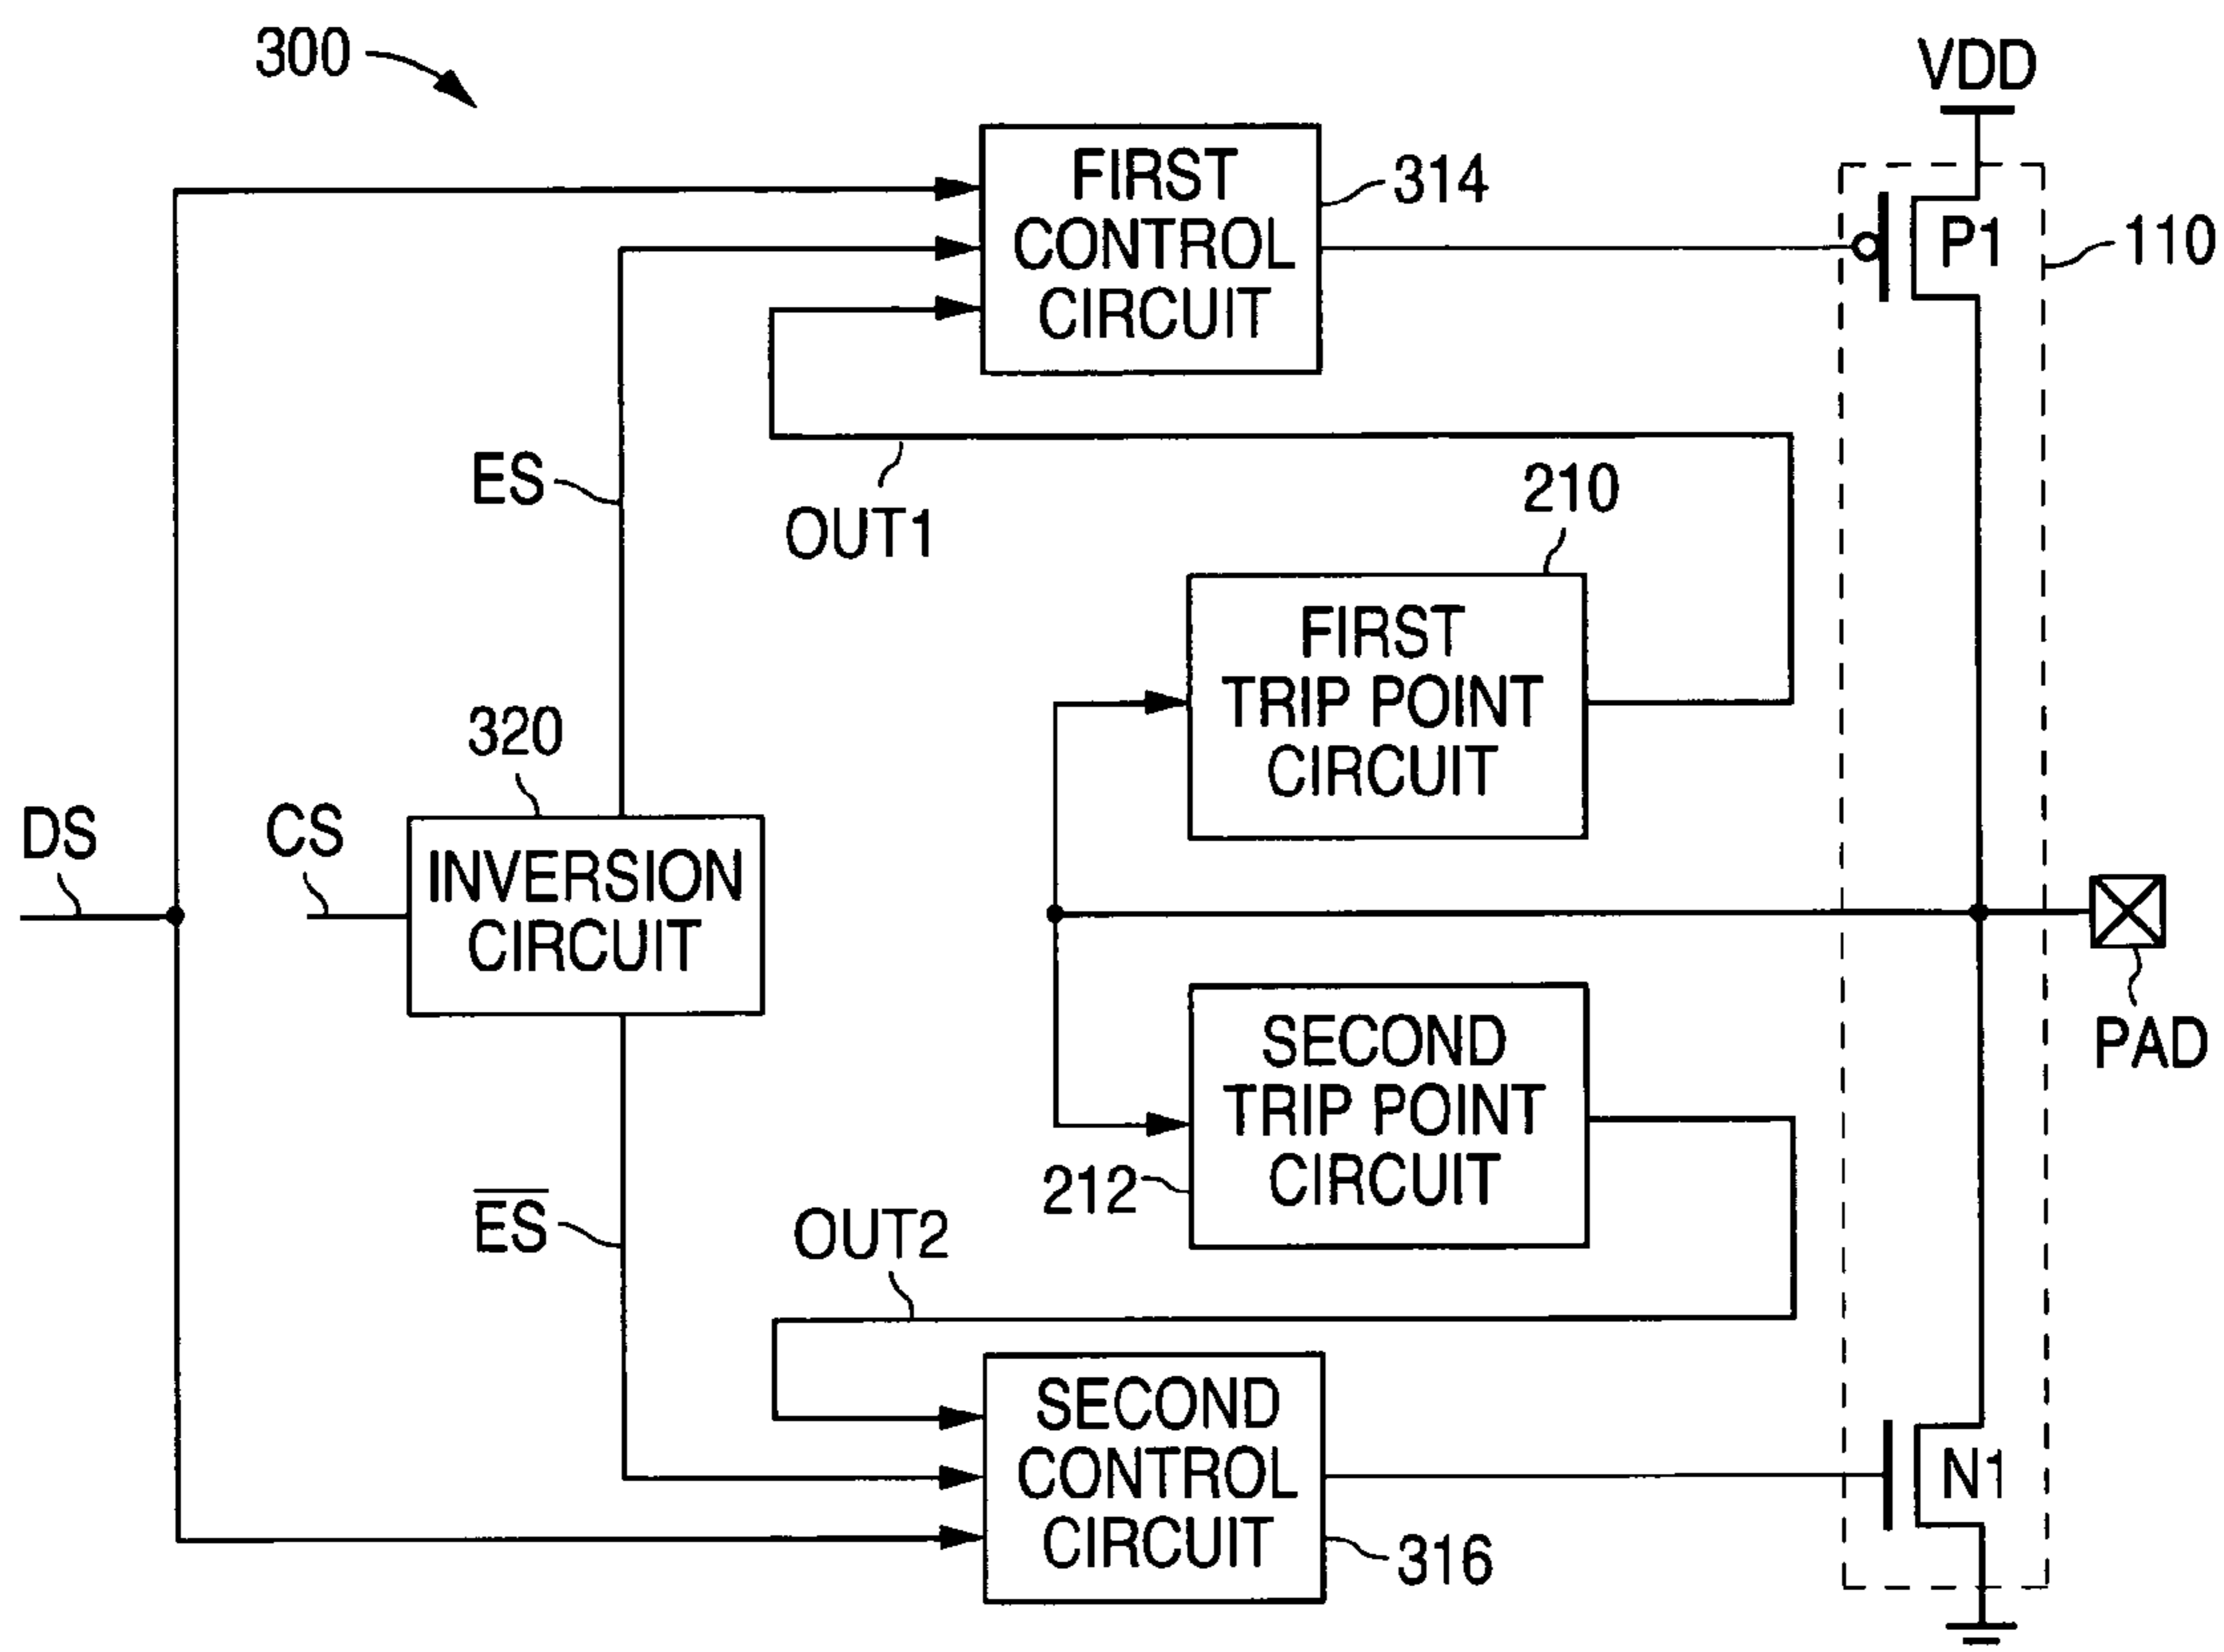 300
VDD
FIRST
CONTROL
CIRCUIT
314
P1
110
ES
OUT1
210
FIRST
TRIP POINT
CIRCUIT
320
DS
CS
INVERSION
CIRCUIT
PAD
SECOND
TRIP POINT
CIRCUIT
212
E̅S̅
OUT2
SECOND
CONTROL
CIRCUIT
N1
316